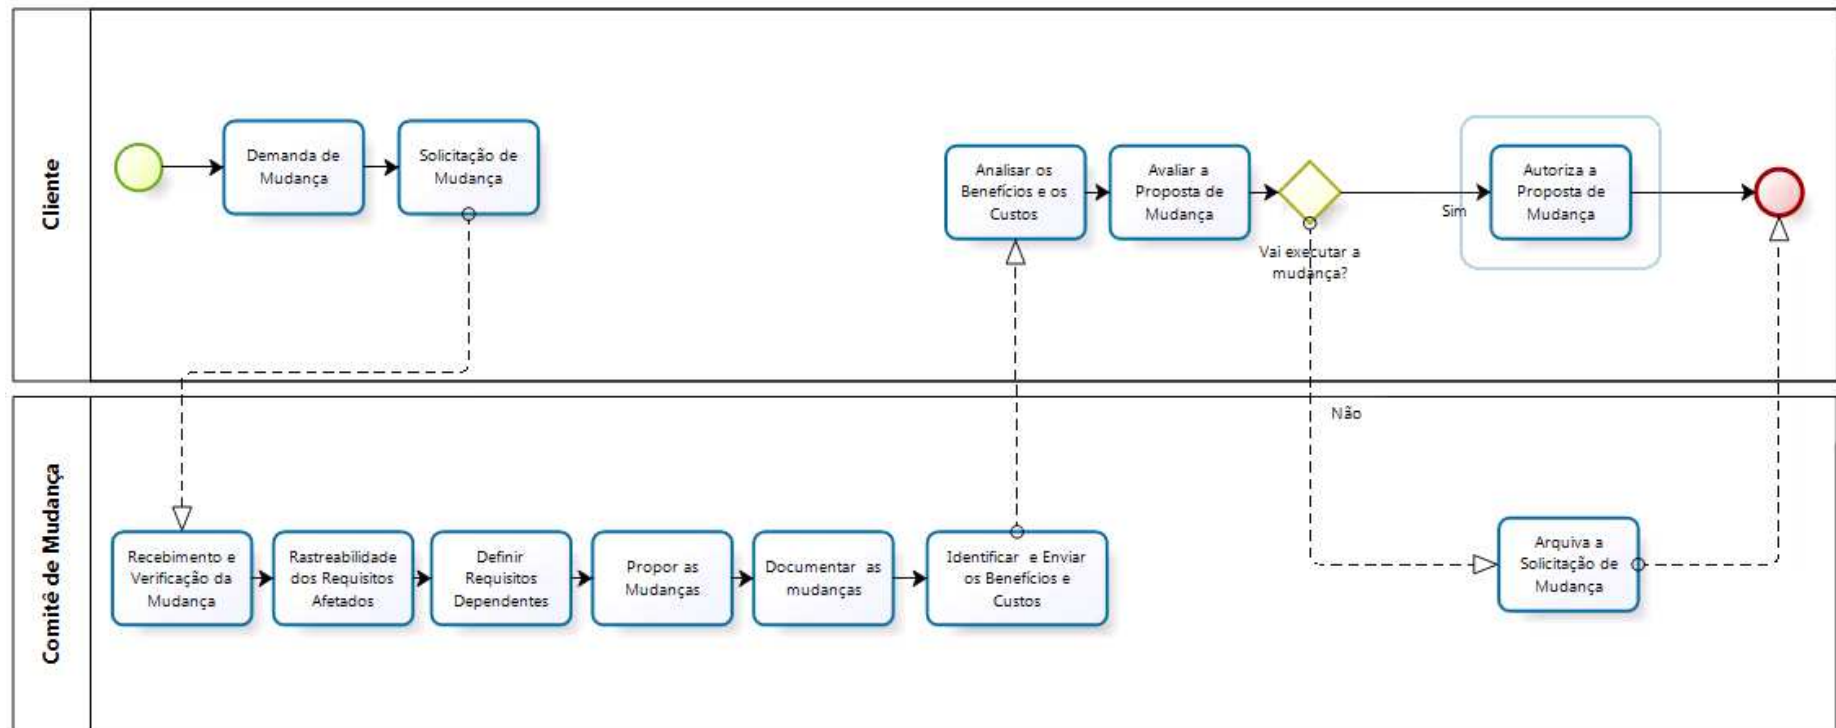 Cliente
Demanda de
Mudança
Solicitação de
Mudança
Analisar os
Benefícios e os
Custos
Avaliar a
Proposta de
Mudança
Vai executar a
mudança?
Sim
Autoriza a
Proposta de
Mudança
Não
Comitê de Mudança
Recebimento e
Verificação da
Mudança
Rastreabilidade
dos Requisitos
Afetados
Definir
Requisitos
Dependentes
Propor as
Mudanças
Documentar as
mudanças
Identificar e Enviar
os Benefícios e
Custos
Arquiva a
Solicitação de
Mudança